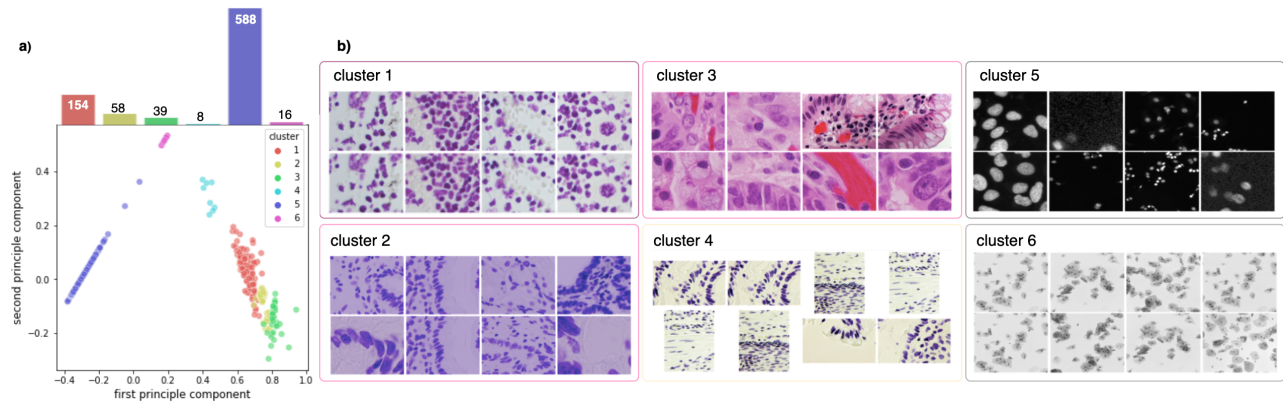 a)
588
154
58
39
8
16
cluster
1
2
3
4
5
6
0.4
0.2
0.0
−0.2
second principle component
−0.4 −0.2 0.0 0.2 0.4 0.6 0.8 1.0
first principle component
b)
cluster 1
cluster 3
cluster 5
cluster 2
cluster 4
cluster 6